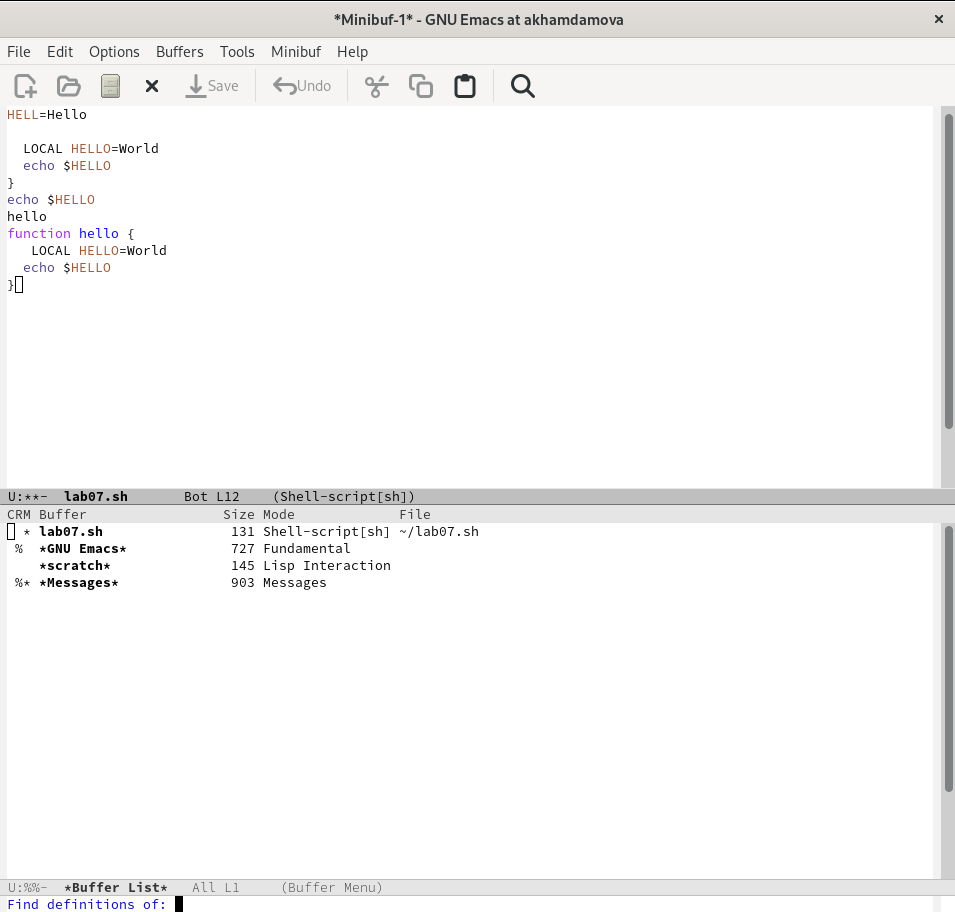 *Minibuf-1* - GNU Emacs at akhamdamova
File Edit Options Buffers Tools Minibuf Help
Save Undo
HELL=Hello
  LOCAL HELLO=World
  echo $HELLO
}
echo $HELLO
hello
function hello {
   LOCAL HELLO=World
  echo $HELLO
}
U:**-  lab07.sh       Bot L12    (Shell-script[sh])
CRM Buffer                 Size Mode             File
  * lab07.sh                131 Shell-script[sh] ~/lab07.sh
 %  *GNU Emacs*             727 Fundamental
    *scratch*               145 Lisp Interaction
 %* *Messages*              903 Messages
U:%%-  *Buffer List*   All L1     (Buffer Menu)
Find definitions of: